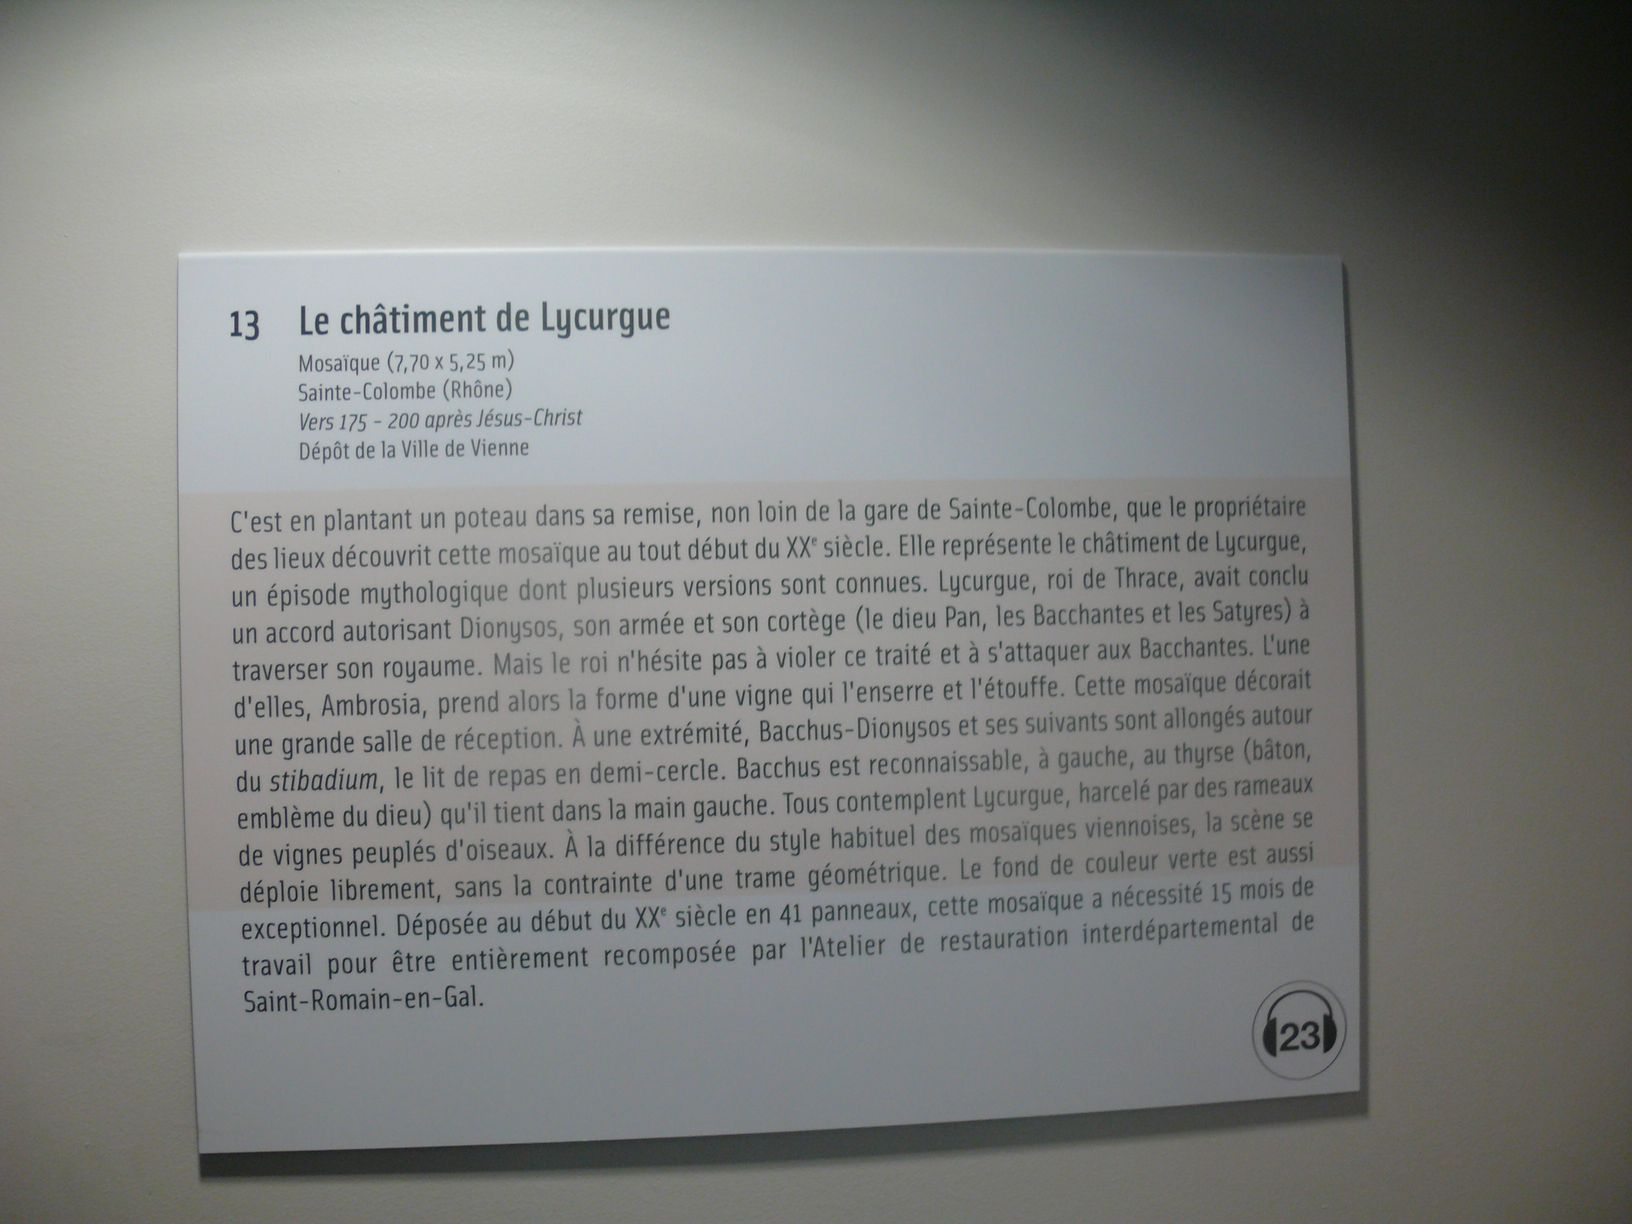 13 Le châtiment de Lycurgue
Mosaïque (7,70 x 5,25 m)
Sainte-Colombe (Rhône)
Vers 175 - 200 après Jésus-Christ
Dépôt de la Ville de Vienne
C'est en plantant un poteau dans sa remise, non loin de la gare de Sainte-Colombe, que le propriétaire
des lieux découvrit cette mosaïque au tout début du XXe siècle. Elle représente le châtiment de Lycurgue,
un épisode mythologique dont plusieurs versions sont connues. Lycurgue, roi de Thrace, avait conclu
un accord autorisant Dionysos, son armée et son cortège (le dieu Pan, les Bacchantes et les Satyres) à
traverser son royaume. Mais le roi n'hésite pas à violer ce traité et à s'attaquer aux Bacchantes. L'une
d'elles, Ambrosia, prend alors la forme d'une vigne qui l'enserre et l'étouffe. Cette mosaïque décorait
une grande salle de réception. À une extrémité, Bacchus-Dionysos et ses suivants sont allongés autour
du stibadium, le lit de repas en demi-cercle. Bacchus est reconnaissable, à gauche, au thyrse (bâton,
emblème du dieu) qu'il tient dans la main gauche. Tous contemplent Lycurgue, harcelé par des rameaux
de vignes peuplés d'oiseaux. À la différence du style habituel des mosaïques viennoises, la scène se
déploie librement, sans la contrainte d'une trame géométrique. Le fond de couleur verte est aussi
exceptionnel. Déposée au début du XXe siècle en 41 panneaux, cette mosaïque a nécessité 15 mois de
travail pour être entièrement recomposée par l'Atelier de restauration interdépartemental de
Saint-Romain-en-Gal.
23